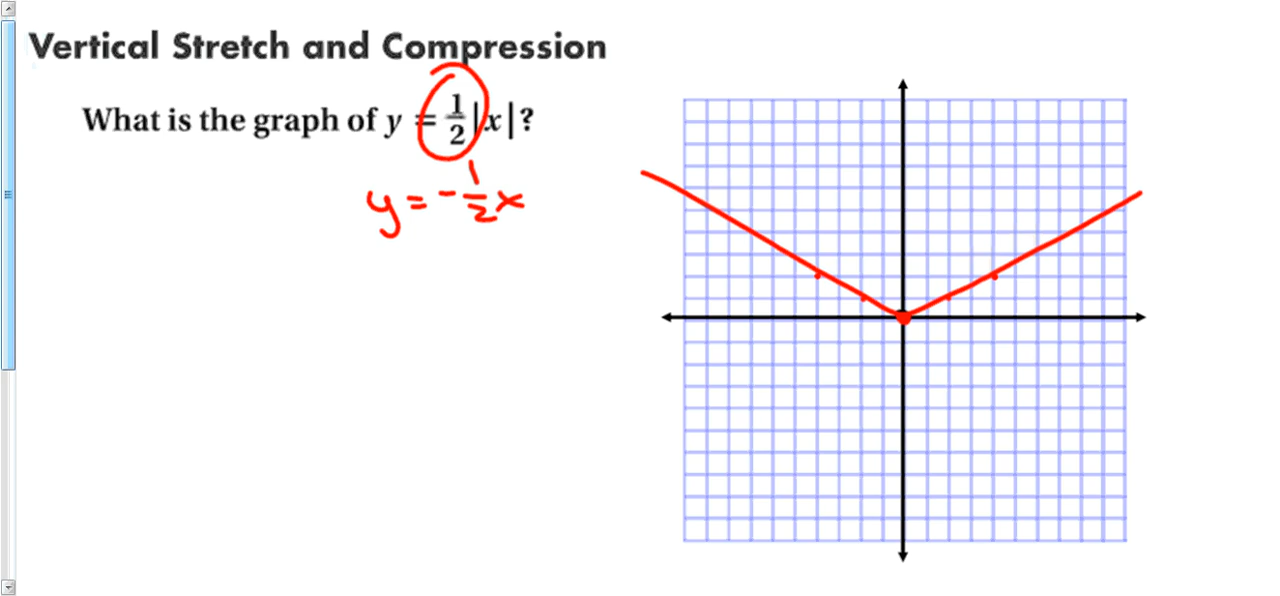 Vertical Stretch and Compression
What is the graph of y = 1/2|x|?
y = -1/2x